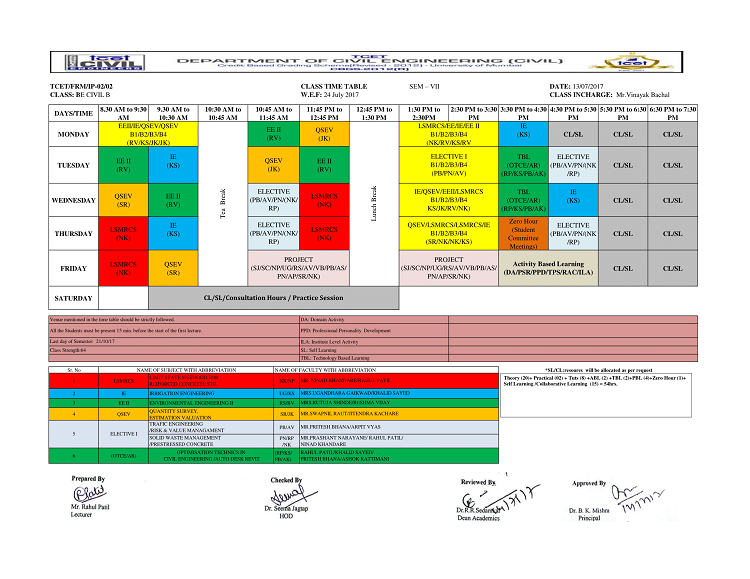 tcet
CIVIL
TCET
DEPARTMENT OF CIVIL ENGINEERING (CIVIL)
Credit Based Grading Scheme(Revised - 2012) - University of Mumbai
CBGS-2012(R)
tcet
TCET/FRM/IP-02/02 CLASS TIME TABLE SEM – VII DATE: 13/07/2017
CLASS: BE CIVIL B W.E.F: 24 July 2017 CLASS INCHARGE: Mr.Vinayak Bachal
DAYS/TIME 8.30 AM to 9:30 AM 9.30 AM to 10:30 AM 10:30 AM to 10:45 AM 10:45 AM to 11:45 AM 11:45 PM to 12:45 PM 12:45 PM to 1:30 PM 1:30 PM to 2:30PM 2:30 PM to 3:30 PM 3:30 PM to 4:30 PM 4:30 PM to 5:30 PM 5:30 PM to 6:30 PM 6:30 PM to 7:30 PM
MONDAY
EEII/IE/QSEV/QSEV
B1/B2/B3/B4
(RV/KS/JK/JK)
EE II
(RV)
QSEV
(JK)
LSMRCS/EE/IE/EE II
B1/B2/B3/B4
(NK/RV/KS/RV
IE
(KS)
CL/SL
CL/SL
CL/SL
Tea Break
Lunch Break
TUESDAY
EE II
(RV)
IE
(KS)
QSEV
(JK)
EE II
(RV)
ELECTIVE I
B1/B2/B3/B4
(PB/PN/AV)
TBL
(OTCE/AR)
(RP/KS/PB/AK)
ELECTIVE
(PB/AV/PN/(NK
/RP)
CL/SL
CL/SL
WEDNESDAY
QSEV
(SR)
EE II
(RV)
ELECTIVE
(PB/AV/PN/(NK/
RP)
LSMRCS
(NK)
IE/QSEV/EEII/LSMRCS
B1/B2/B3/B4
KS/JK/RV/NK)
TBL
(OTCE/AR)
(RP/KS/PB/AK)
IE
(KS)
CL/SL
CL/SL
THURSDAY
LSMRCS
(NK)
IE
(KS)
ELECTIVE
(PB/AV/PN/(NK/
RP)
LSMRCS
(NK)
QSEV/LSMRCS/LSMRCS/IE
B1/B2/B3/B4
(SR/NK/NK/KS)
Zero Hour
(Student
Committee
Meetings)
ELECTIVE
(PB/AV/PN/(NK
/RP)
CL/SL
CL/SL
FRIDAY
LSMRCS
(NK)
QSEV
(SR)
PROJECT
(SJ/SC/NP/UG/RS/AV/VB/PB/AS/
PN/AP/SR/NK)
PROJECT
(SJ/SC/NP/UG/RS/AV/VB/PB/AS/
PN/AP/SR/NK)
Activity Based Learning
(DA/PSR/PPD/TPS/RAC/ILA)
CL/SL
CL/SL
SATURDAY
CL/SL/Consultation Hours / Practice Session
Venue mentioned in the time table should be strictly followed. DA: Domain Activity
All the Students must be present 15 min. before the start of the first lecture. PPD: Professional Personality Development
Last day of Semester: 21/10/17 ILA: Institute Level Activity
Class Strength:64 SL: Self Learning
TBL: Technology Based Learning
Sr. No NAME OF SUBJECT WITH ABBREVIATION NAME OF FACULTY WITH ABBREVIATION
1 LSMRCS
2 IE IRRIGATION ENGINEERING UG/KS MRS.UGANDHARA GAIKWAD/KHALID SAYED
3 EE II ENVIRONMENTAL ENGINEERING II RS/RV MRS.RUTUJA SHINDE/RESHMA VIJAY
4 QSEV QUANTITY SURVEY, ESTIMATION VALUATION SR/JK MR.SWAPNIL RAUT/JITENDRA KACHARE
5 ELECTIVE I
TRAFIC ENGINEERING
/RISK & VALUE MANAGAMENT PB/AV MR.PRITESH BHANA/ARPIT VYAS
SOLID WASTE MANAGEMENT
/PRESTRESSED CONCRETE PN/RP /NK MR.PRASHANT NARAYANE/ RAHUL PATIL/
NINAD KHANDARE
6 (OTCE/AR) OPTIMISATION TECHNICS IN
CIVIL ENGINEERING /AUTO DESK REVIT (RP/KS/ PB/AK) RAHUL PATIL/KHALID SAYED/
PRITESH BHANA/ASHOK KATTIMANI
*SL/CL:resources will be allocated as per request
Theory (20)+ Practical (02) + Tuts (8) +ABL (2) +TBL (2)+PBL (4)+Zero Hour (1)+
Self Learning /Collaborative Learning (15) = 54hrs.
Prepared By
Mr. Rahul Patil
Lecturer
Checked By
Dr. Seema Jagtap
HOD
Reviewed By,
Dean Academics
Approved By
Dr. B. K. Mishra
Principal